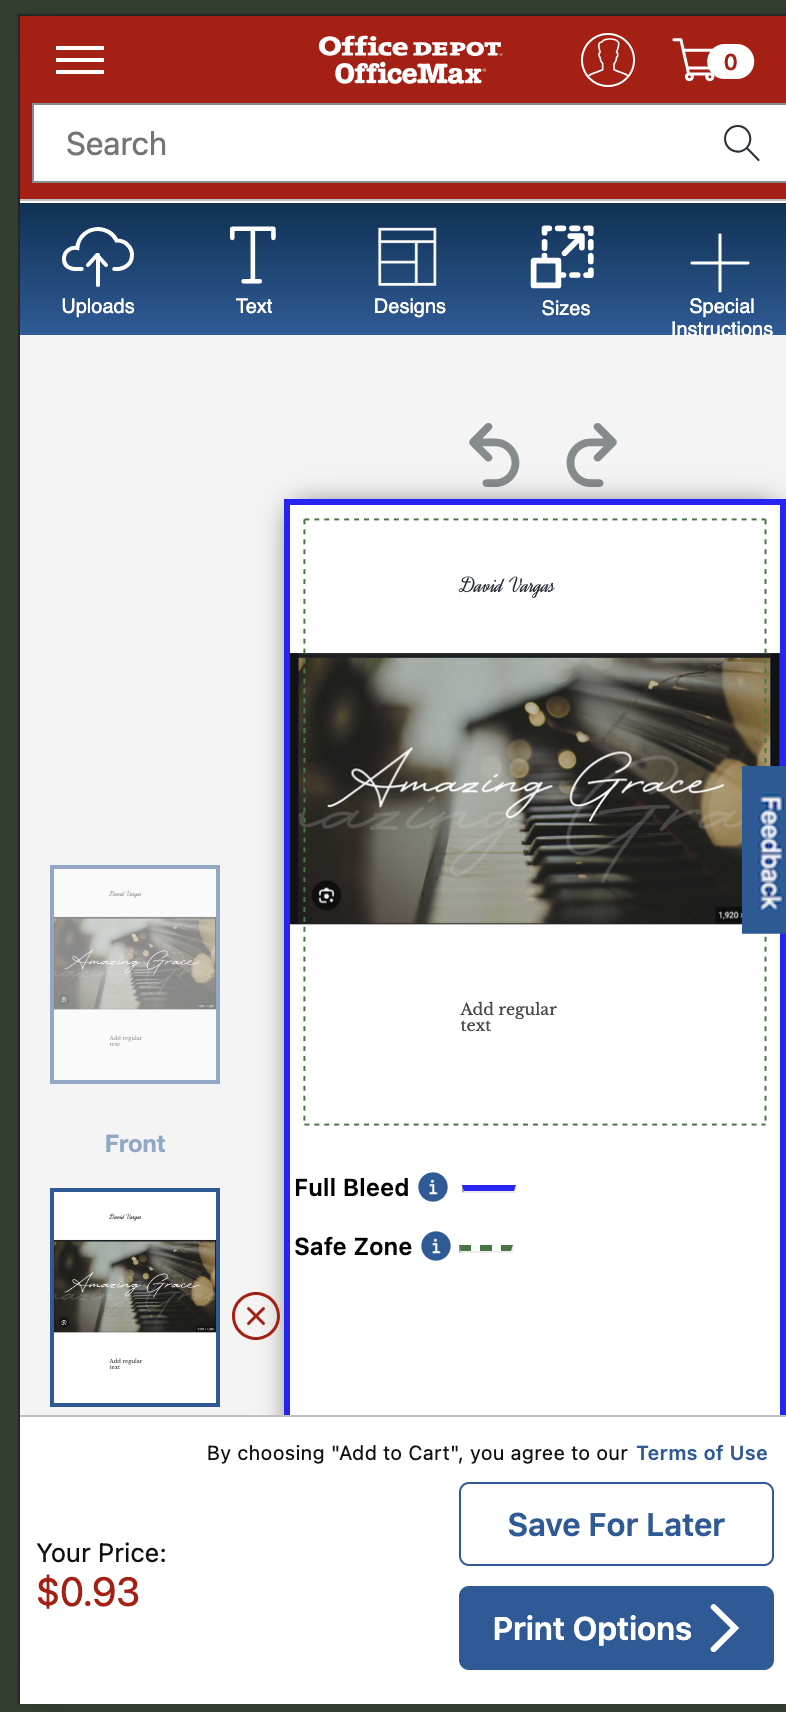 Office DEPOT
OfficeMax
0
Search
Uploads
Text
Designs
Sizes
Special
Instructions
David Vargas
Amazing Grace
azing Gra
1,920
Feedback
Add regular
text
David Vargas
Amazing Grace
Add regular
text
Front
Full Bleed
Safe Zone
David Vargas
Amazing Grace
Add regular
text
By choosing "Add to Cart", you agree to our Terms of Use
Save For Later
Your Price:
$0.93
Print Options